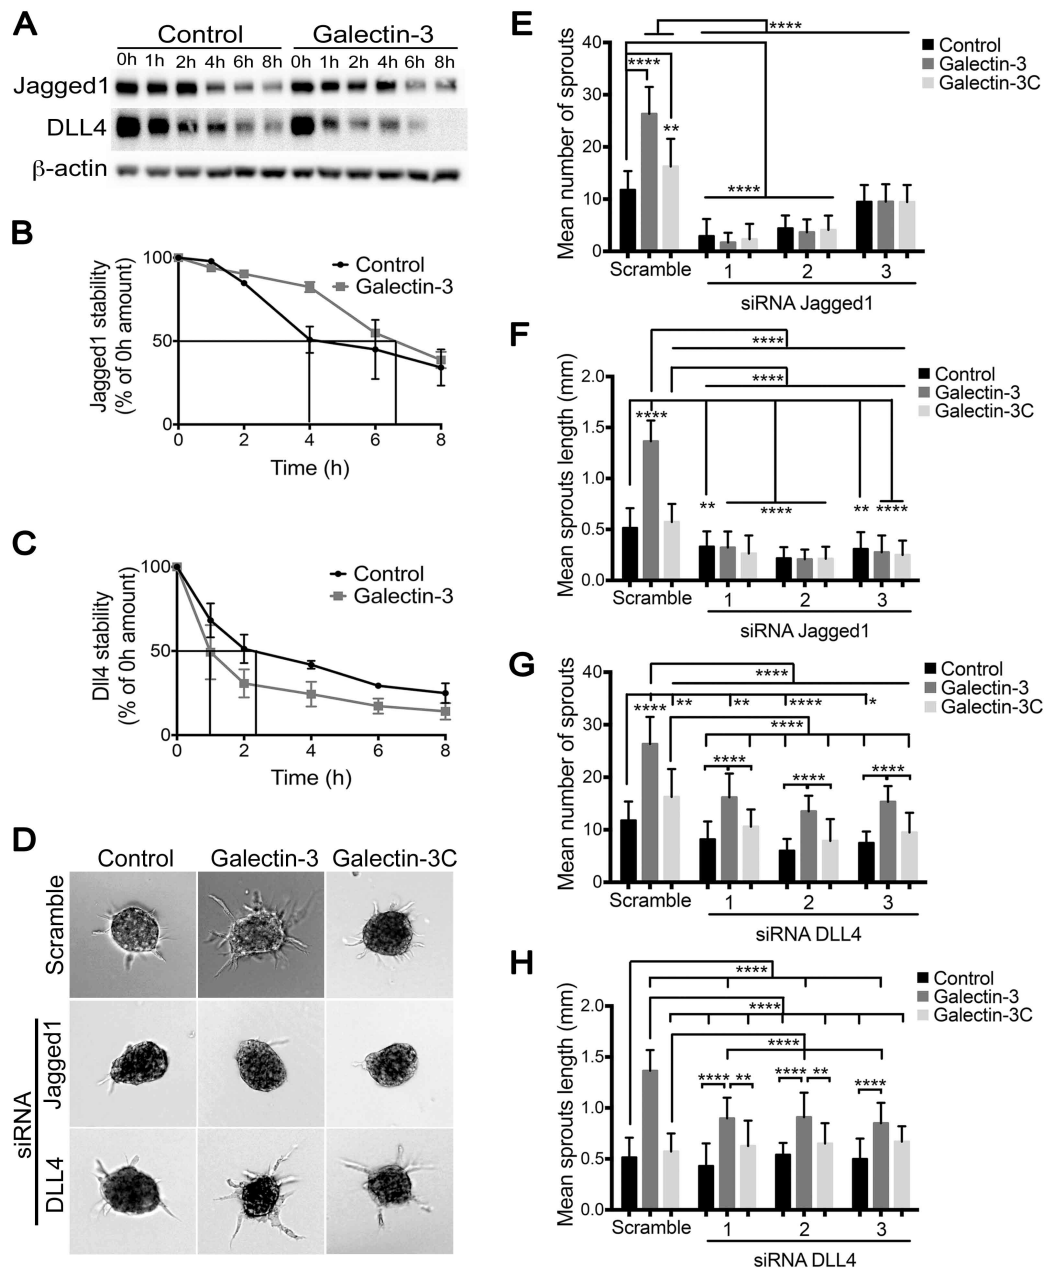 A
Control Galectin-3
0h 1h 2h 4h 6h 8h 0h 1h 2h 4h 6h 8h
Jagged1
DLL4
β-actin
B
Jagged1 stability
(% of 0h amount)
100
50
0
0 2 4 6 8
Time (h)
Control
Galectin-3
C
Dll4 stability
(% of 0h amount)
100
50
0
0 2 4 6 8
Time (h)
Control
Galectin-3
D
Control Galectin-3 Galectin-3C
Scramble
siRNA
Jagged1
DLL4
E
Mean number of sprouts
40
30
20
10
0
****
****
**
****
Control
Galectin-3
Galectin-3C
Scramble 1 2 3
siRNA Jagged1
F
Mean sprouts length (mm)
2.0
1.5
1.0
0.5
0.0
****
****
****
** **** ** ****
Control
Galectin-3
Galectin-3C
Scramble 1 2 3
siRNA Jagged1
G
Mean number of sprouts
40
30
20
10
0
****
**** ** ** **** *
****
**** **** ****
Control
Galectin-3
Galectin-3C
Scramble 1 2 3
siRNA DLL4
H
Mean sprouts length (mm)
2.0
1.5
1.0
0.5
0.0
****
****
****
**** ** **** ** ****
Control
Galectin-3
Galectin-3C
Scramble 1 2 3
siRNA DLL4